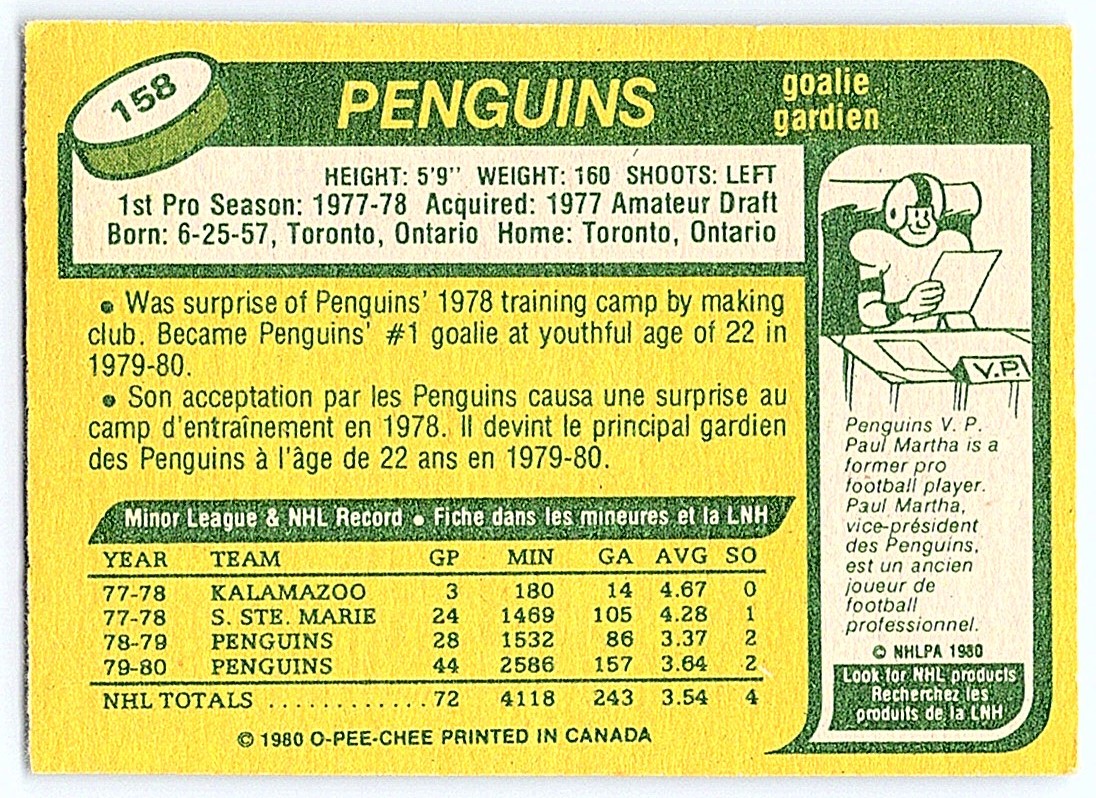 158
PENGUINS
goalie
gardien
HEIGHT: 5'9" WEIGHT: 160 SHOOTS: LEFT
1st Pro Season: 1977-78 Acquired: 1977 Amateur Draft
Born: 6-25-57, Toronto, Ontario Home: Toronto, Ontario
• Was surprise of Penguins' 1978 training camp by making
club. Became Penguins' #1 goalie at youthful age of 22 in
1979-80.
• Son acceptation par les Penguins causa une surprise au
camp d'entraînement en 1978. Il devint le principal gardien
des Penguins à l'âge de 22 ans en 1979-80.
Minor League & NHL Record • Fiche dans les mineures et la LNH
YEAR TEAM GP MIN GA AVG SO
77-78 KALAMAZOO 3 180 14 4.67 0
77-78 S. STE. MARIE 24 1469 105 4.28 1
78-79 PENGUINS 28 1532 86 3.37 2
79-80 PENGUINS 44 2586 157 3.64 2
NHL TOTALS ............ 72 4118 243 3.54 4
© 1980 O-PEE-CHEE PRINTED IN CANADA
V.P.
Penguins V. P.
Paul Martha is a
former pro
football player.
Paul Martha,
vice-président
des Penguins,
est un ancien
joueur de
football
professionnel.
© NHLPA 1980
Look for NHL products
Recherchez les
produits de la LNH